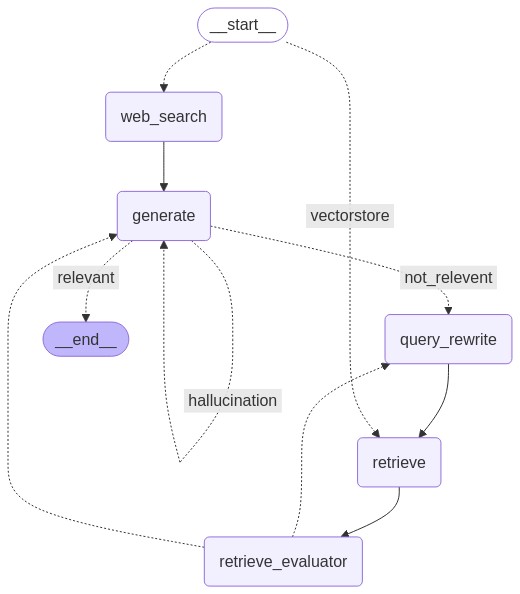 __start__
web_search
generate
vectorstore
relevant
not_relevent
__end__
query_rewrite
hallucination
retrieve
retrieve_evaluator